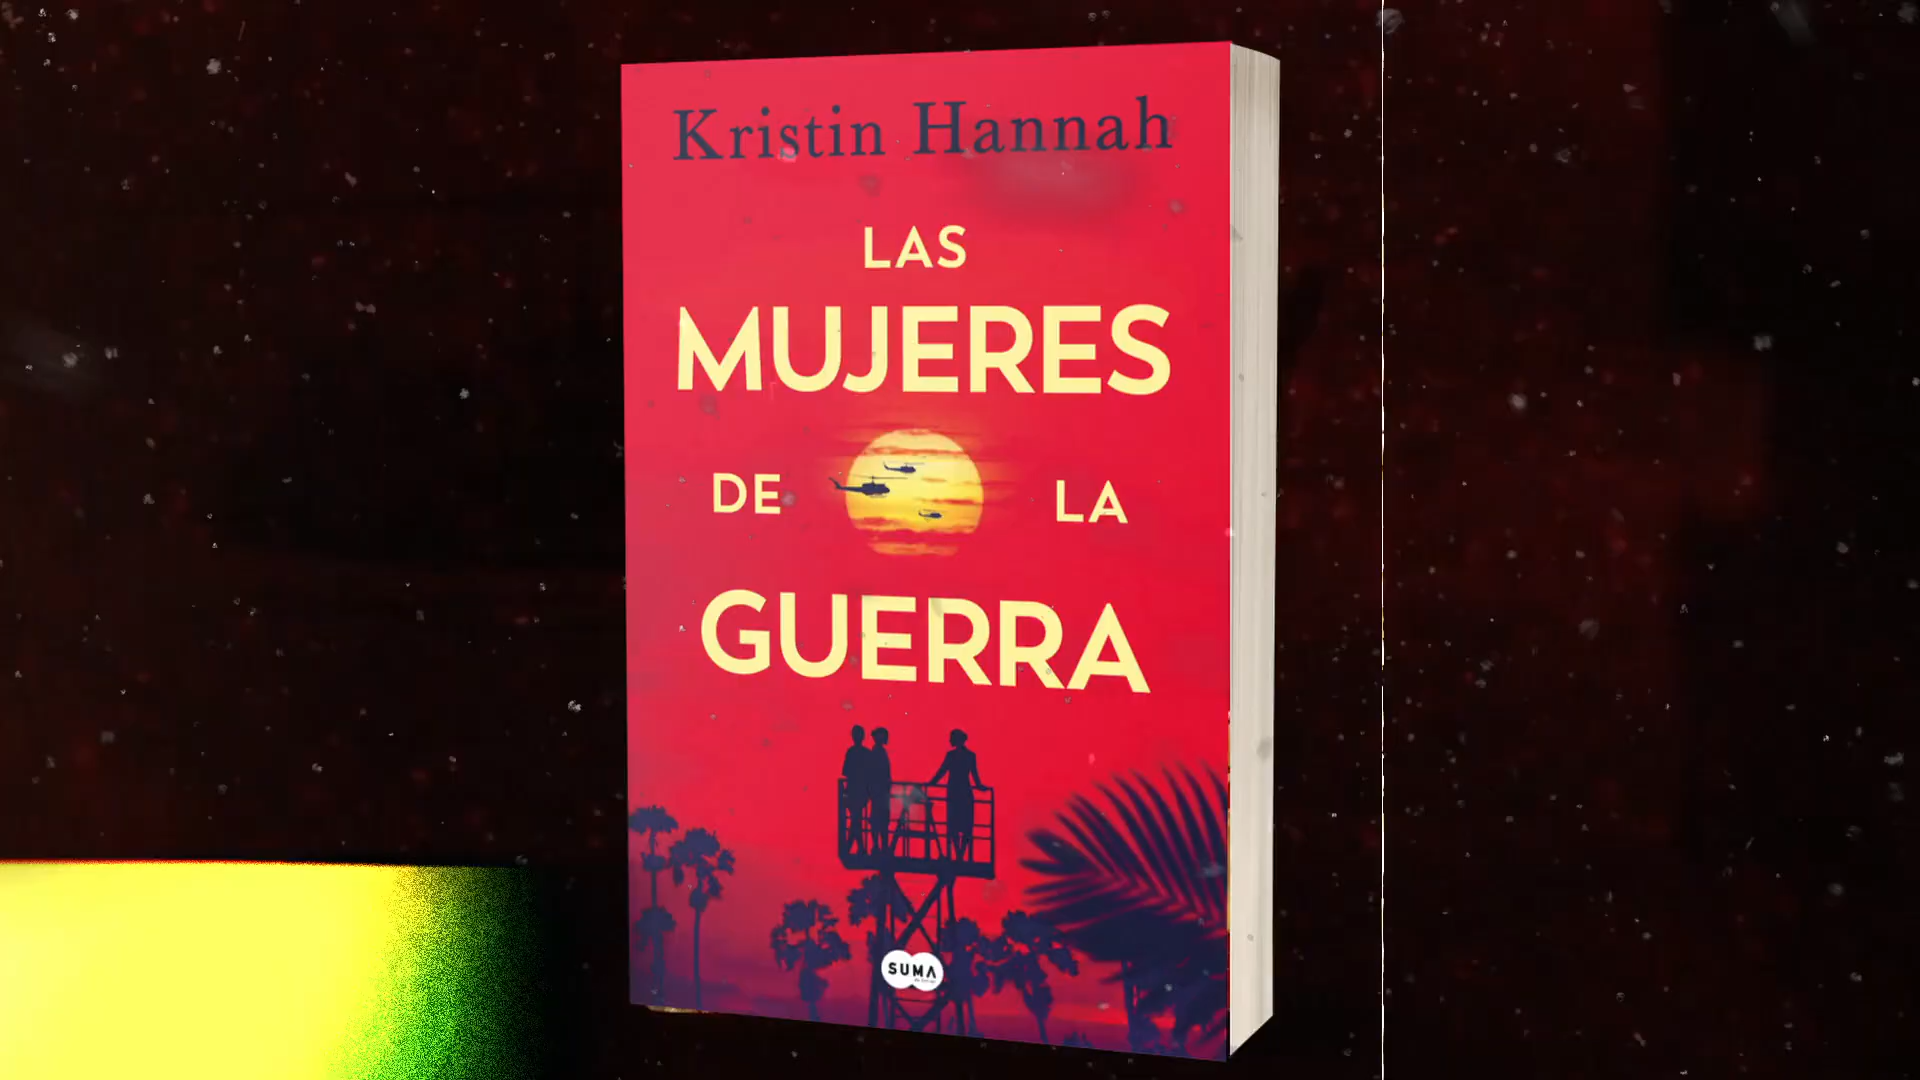 Kristin Hannah
LAS
MUJERES
DE LA
GUERRA
SUMA